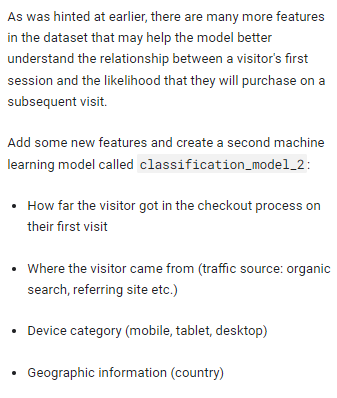 As was hinted at earlier, there are many more features
in the dataset that may help the model better
understand the relationship between a visitor's first
session and the likelihood that they will purchase on a
subsequent visit.
Add some new features and create a second machine
learning model called classification_model_2:
• How far the visitor got in the checkout process on
their first visit
• Where the visitor came from (traffic source: organic
search, referring site etc.)
• Device category (mobile, tablet, desktop)
• Geographic information (country)